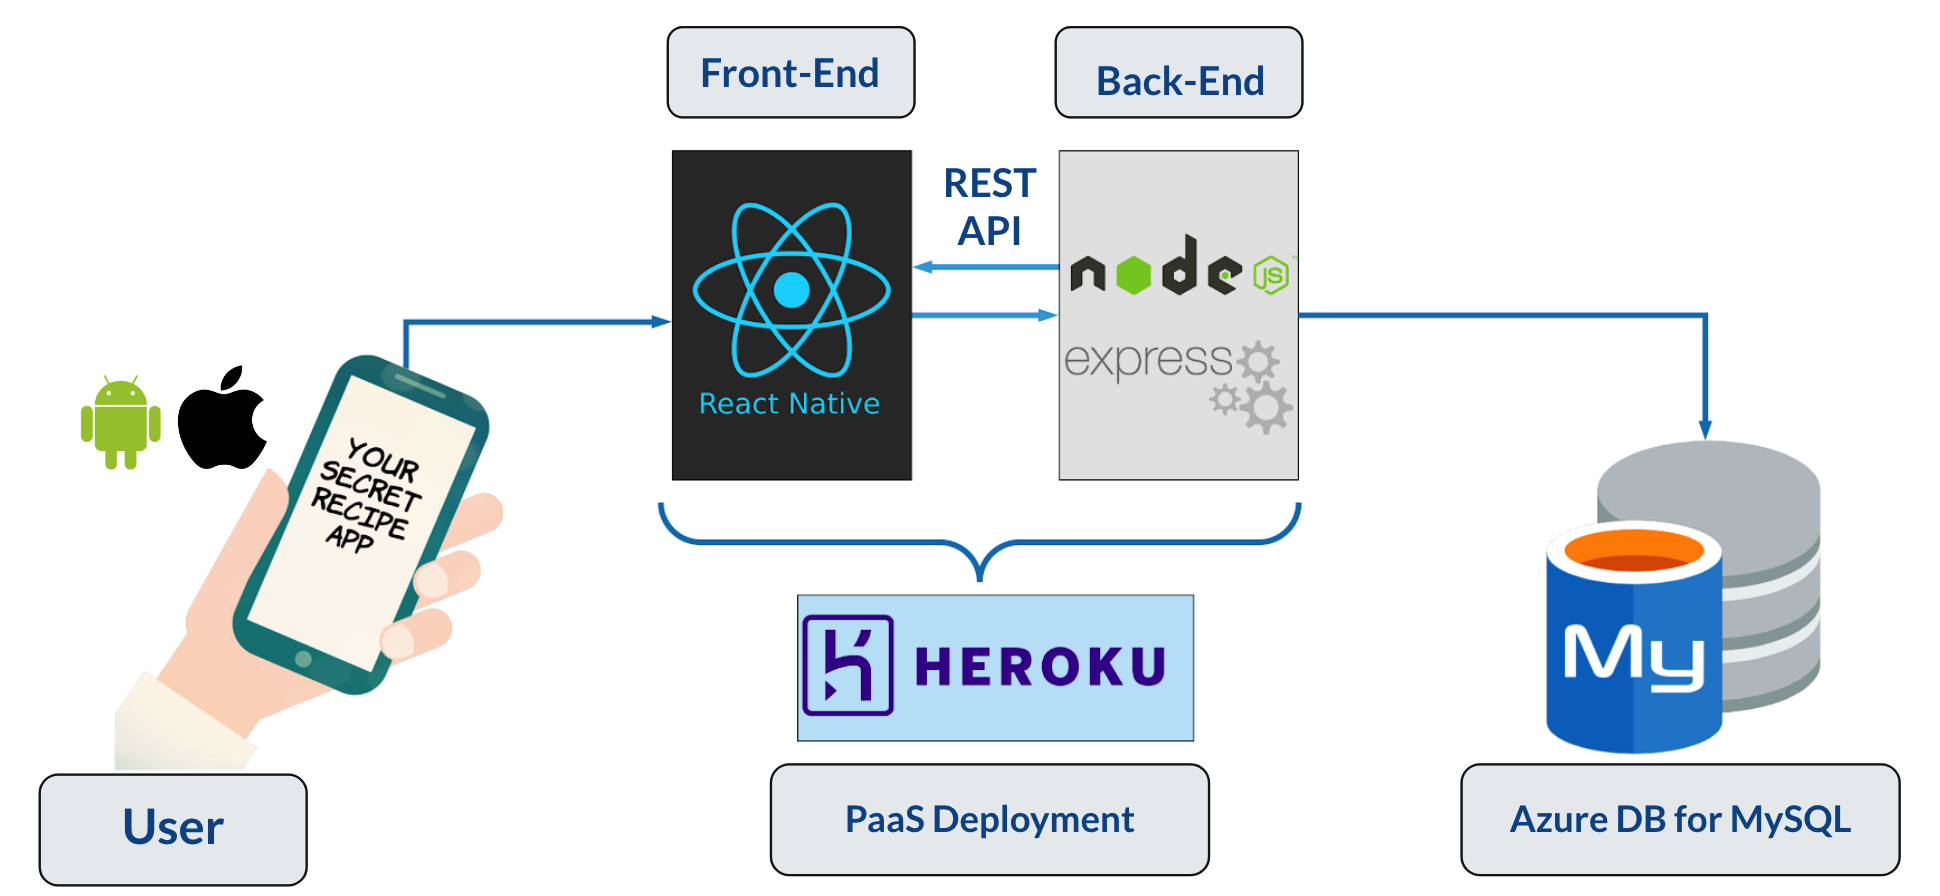 Front-End
Back-End
REST
API
React Native
node JS
express
YOUR
SECRET
RECIPE
APP
HEROKU
My
User
PaaS Deployment
Azure DB for MySQL